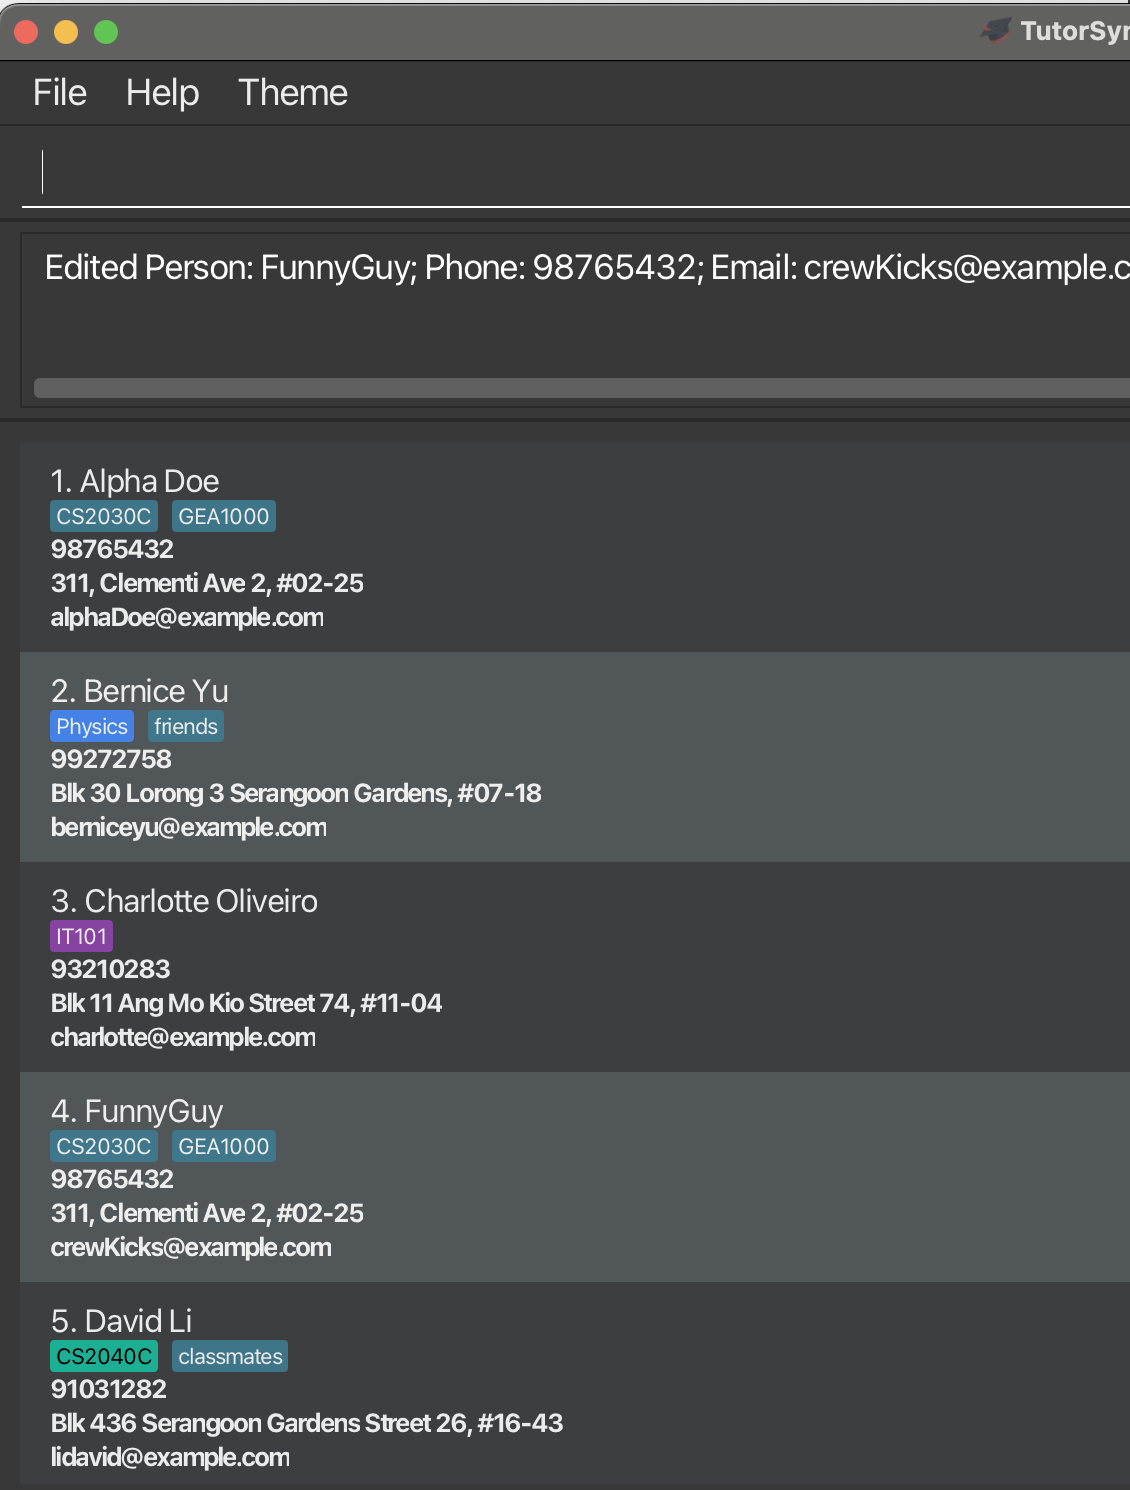 TutorSyn
File Help Theme
Edited Person: FunnyGuy; Phone: 98765432; Email: crewKicks@example.c
1. Alpha Doe
CS2030C GEA1000
98765432
311, Clementi Ave 2, #02-25
alphaDoe@example.com
2. Bernice Yu
Physics friends
99272758
Blk 30 Lorong 3 Serangoon Gardens, #07-18
berniceyu@example.com
3. Charlotte Oliveiro
IT101
93210283
Blk 11 Ang Mo Kio Street 74, #11-04
charlotte@example.com
4. FunnyGuy
CS2030C GEA1000
98765432
311, Clementi Ave 2, #02-25
crewKicks@example.com
5. David Li
CS2040C classmates
91031282
Blk 436 Serangoon Gardens Street 26, #16-43
lidavid@example.com